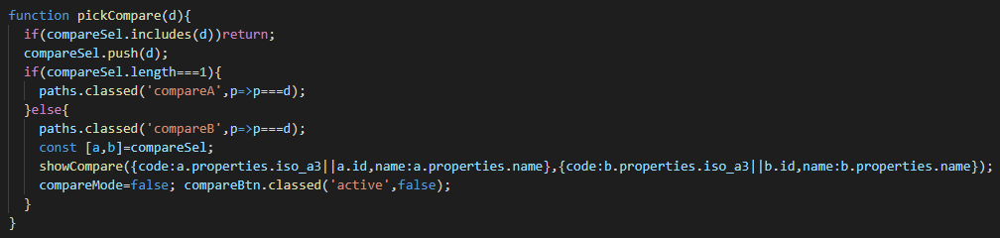 function pickCompare(d){
  if(compareSel.includes(d))return;
  compareSel.push(d);
  if(compareSel.length===1){
    paths.classed('compareA',p=>p===d);
  }else{
    paths.classed('compareB',p=>p===d);
    const [a,b]=compareSel;
    showCompare({code:a.properties.iso_a3||a.id,name:a.properties.name},{code:b.properties.iso_a3||b.id,name:b.properties.name});
    compareMode=false; compareBtn.classed('active',false);
  }
}